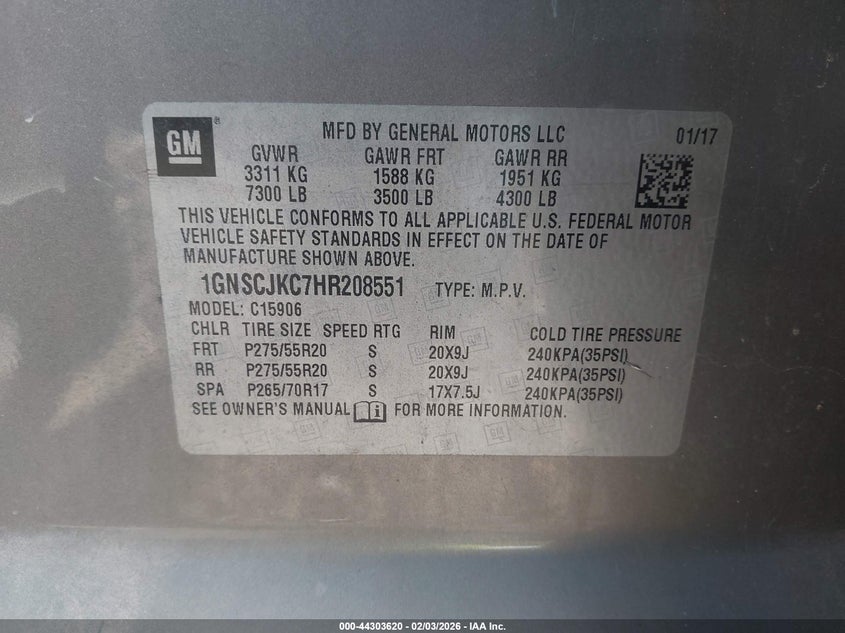 GM®
MFD BY GENERAL MOTORS LLC 01/17
GVWR GAWR FRT GAWR RR
3311 KG 1588 KG 1951 KG
7300 LB 3500 LB 4300 LB
THIS VEHICLE CONFORMS TO ALL APPLICABLE U.S. FEDERAL MOTOR
VEHICLE SAFETY STANDARDS IN EFFECT ON THE DATE OF
MANUFACTURE SHOWN ABOVE.
1GNSCJKC7HR208551 TYPE: M.P.V.
MODEL: C15906
CHLR TIRE SIZE SPEED RTG RIM COLD TIRE PRESSURE
FRT P275/55R20 S 20X9J 240KPA(35PSI)
RR P275/55R20 S 20X9J 240KPA(35PSI)
SPA P265/70R17 S 17X7.5J 240KPA(35PSI)
SEE OWNER'S MANUAL FOR MORE INFORMATION.
000-44303620 - 02/03/2026 - IAA Inc.